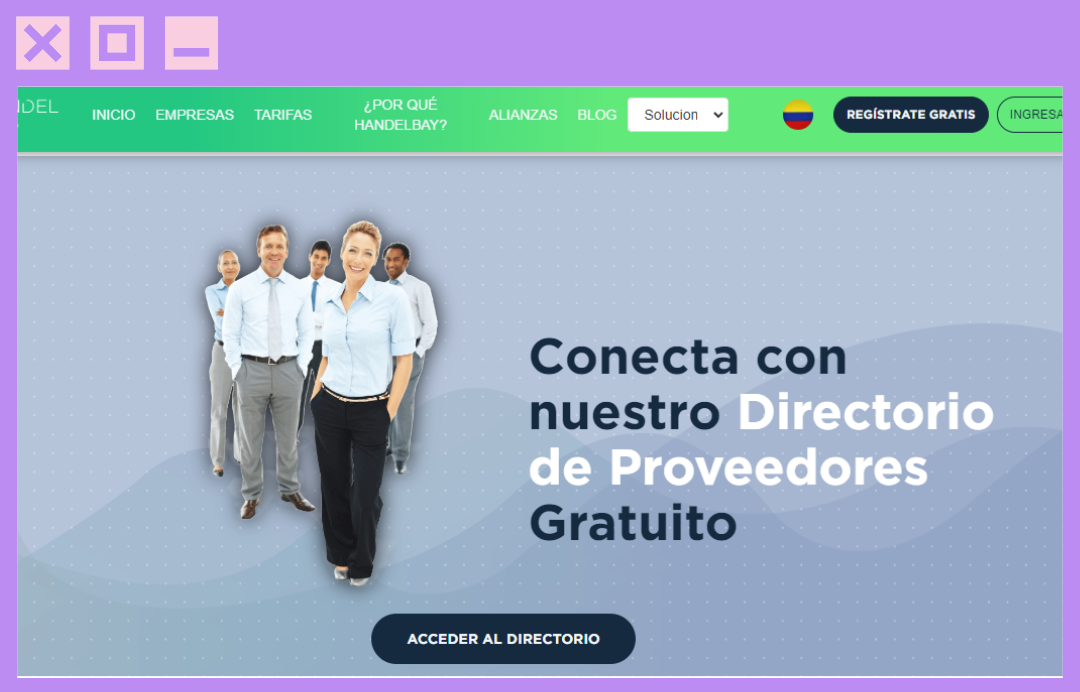 NDEL
INICIO
EMPRESAS
TARIFAS
¿POR QUÉ
HANDELBAY?
ALIANZAS
BLOG
Solucion
REGÍSTRATE GRATIS
INGRESA
Conecta con
nuestro Directorio
de Proveedores
Gratuito
ACCEDER AL DIRECTORIO